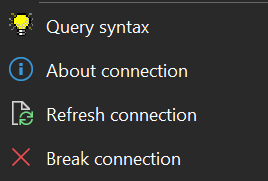 Query syntax
About connection
Refresh connection
Break connection